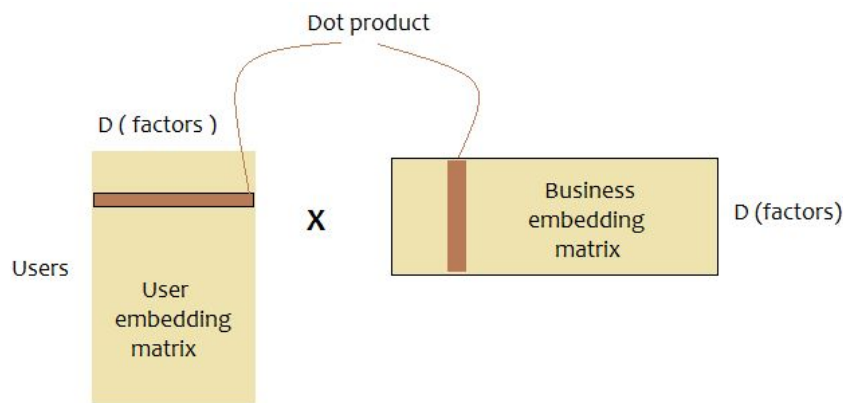 Dot product
D ( factors )
Users
User
embedding
matrix
X
Business
embedding
matrix
D (factors)